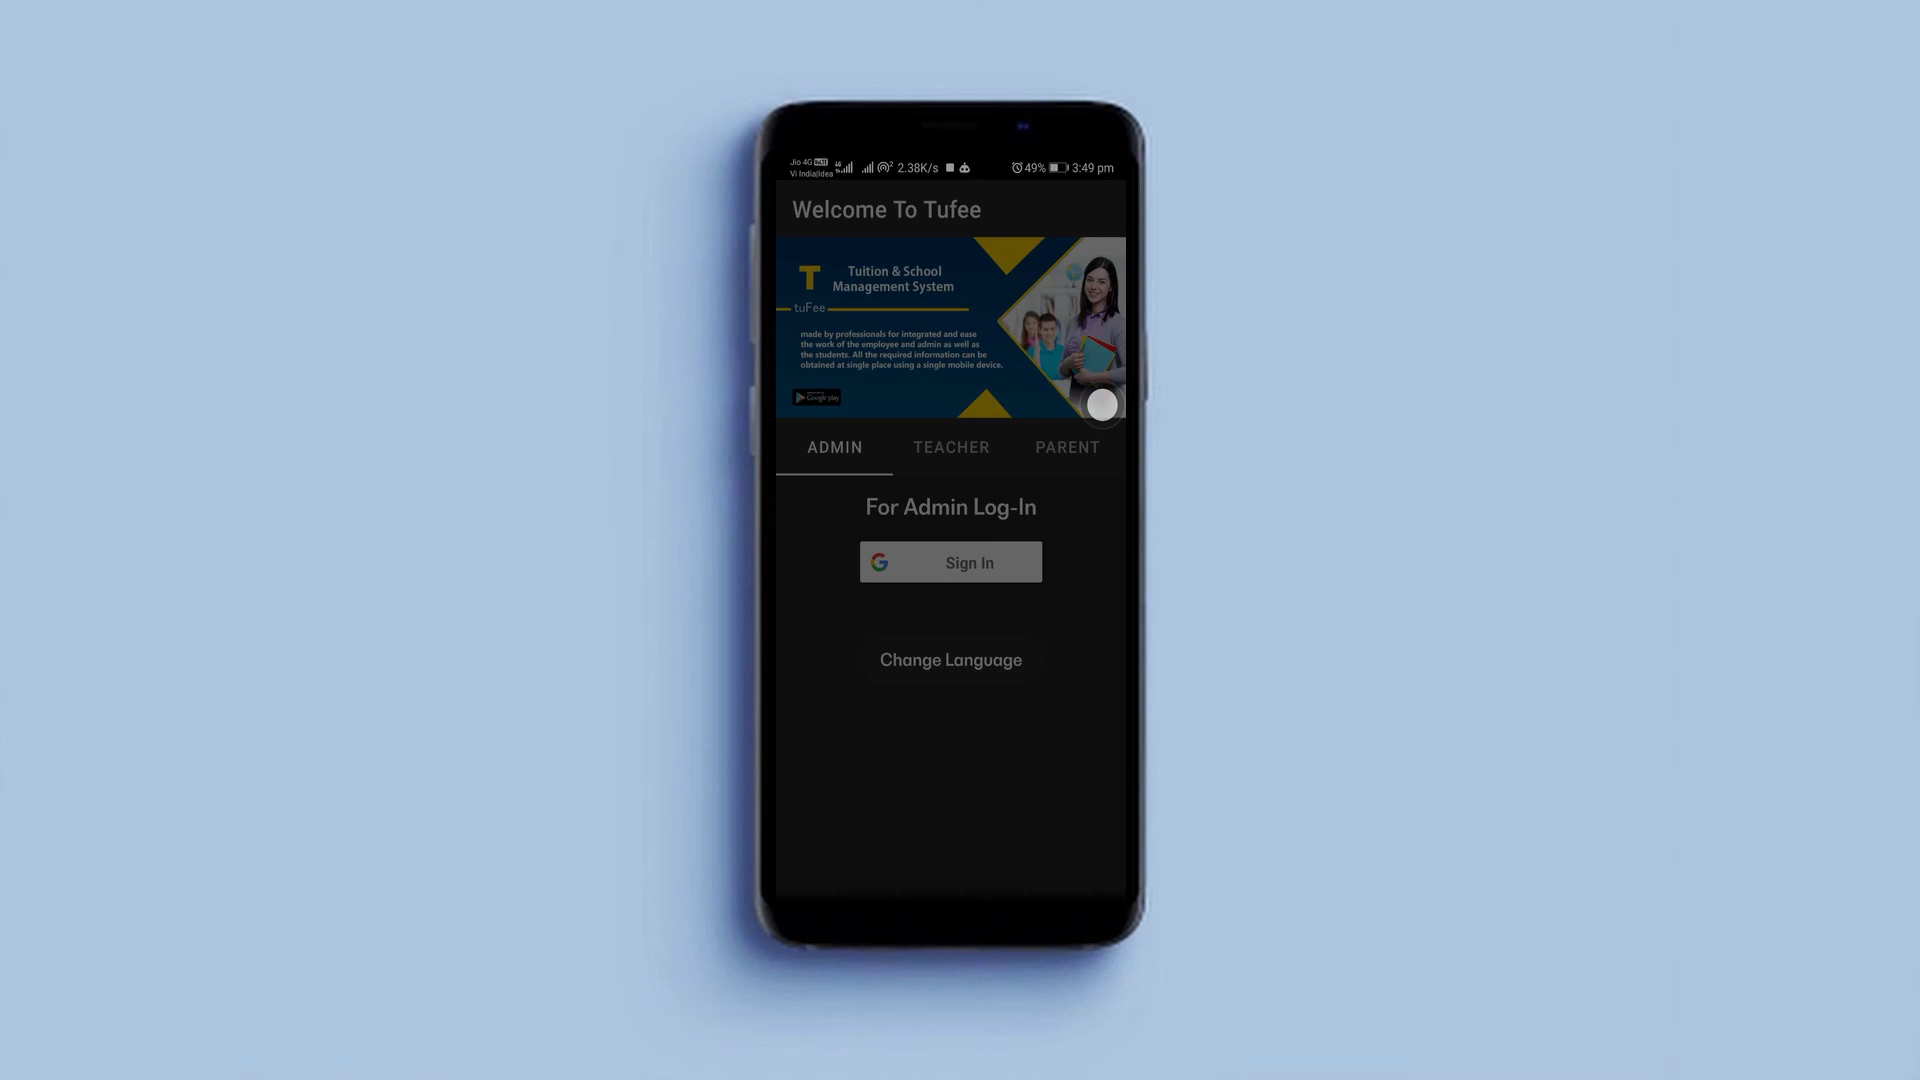 Jio 4G VoLTE
Vi India|Idea
4G
2.38K/s
49%
3:49 pm
Welcome To Tufee
T
tuFee
Tuition & School
Management System
made by professionals for integrated and ease
the work of the employee and admin as well as
the students. All the required information can be
obtained at single place using a single mobile device.
Google play
ADMIN
TEACHER
PARENT
For Admin Log-In
G
Sign In
Change Language